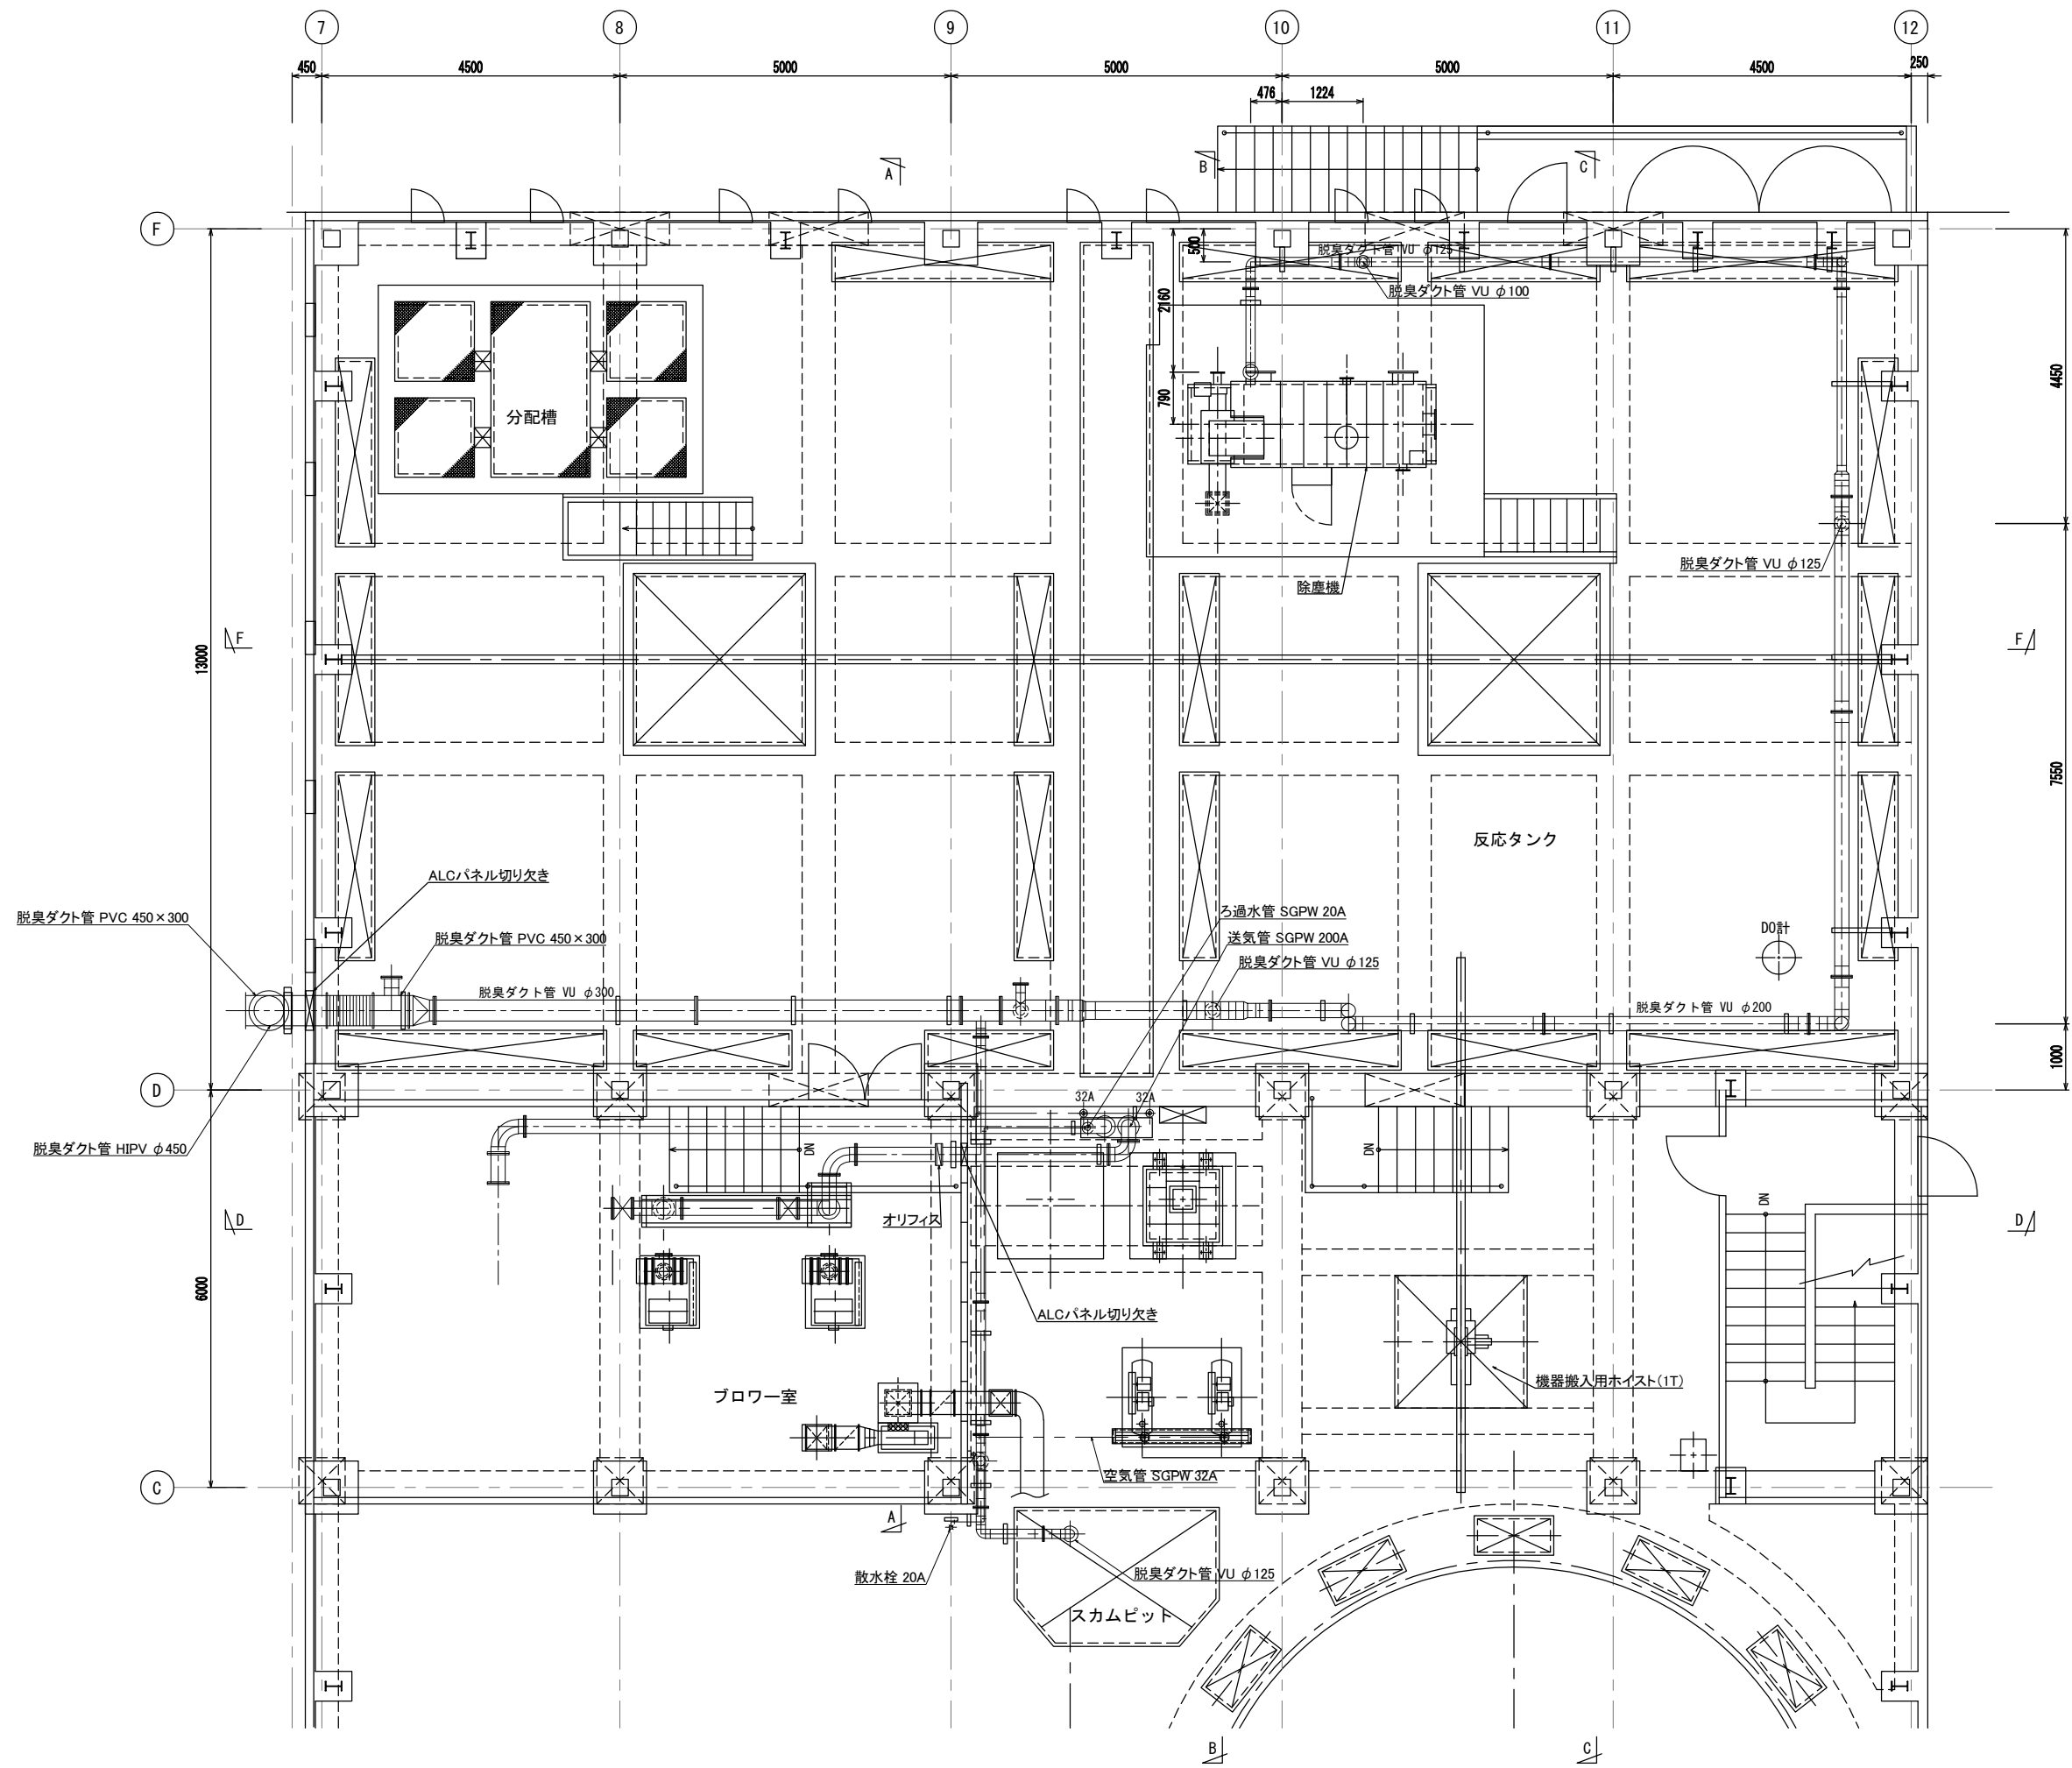 7 8 9 10 11 12
450 4500 5000 5000 5000 4500 250
476 1224
A B C
F
脱臭ダクト管 VU φ125
500
脱臭ダクト管 VU φ100
2160
790
4450
分配槽
脱臭ダクト管 VU φ125
除塵機
F F
13000
7550
反応タンク
ALCパネル切り欠き
脱臭ダクト管 PVC 450×300
ろ過水管 SGPW 20A
脱臭ダクト管 PVC 450×300
送気管 SGPW 200A
DO計
脱臭ダクト管 VU φ125
脱臭ダクト管 VU φ300
脱臭ダクト管 VU φ200
1000
D
32A 32A
脱臭ダクト管 HIPV φ450
DN DN
DN
オリフィス
D D
6000
ALCパネル切り欠き
機器搬入用ホイスト(1T)
ブロワー室
空気管 SGPW 32A
C
A
散水栓 20A
脱臭ダクト管 VU φ125
スカムピット
B C